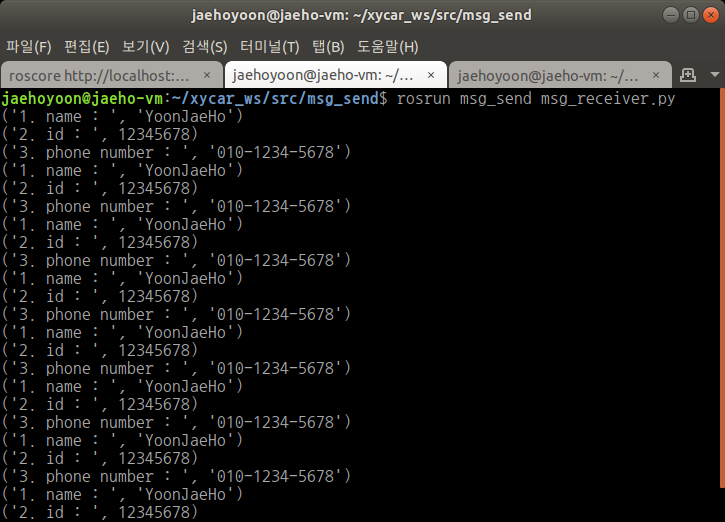 jaehoyoon@jaeho-vm: ~/xycar_ws/src/msg_send
파일(F) 편집(E) 보기(V) 검색(S) 터미널(T) 탭(B) 도움말(H)
roscore http://localhost:... × jaehoyoon@jaeho-vm: ~/... × jaehoyoon@jaeho-vm: ~/... ×
jaehoyoon@jaeho-vm:~/xycar_ws/src/msg_send$ rosrun msg_send msg_receiver.py
('1. name : ', 'YoonJaeHo')
('2. id : ', 12345678)
('3. phone number : ', '010-1234-5678')
('1. name : ', 'YoonJaeHo')
('2. id : ', 12345678)
('3. phone number : ', '010-1234-5678')
('1. name : ', 'YoonJaeHo')
('2. id : ', 12345678)
('3. phone number : ', '010-1234-5678')
('1. name : ', 'YoonJaeHo')
('2. id : ', 12345678)
('3. phone number : ', '010-1234-5678')
('1. name : ', 'YoonJaeHo')
('2. id : ', 12345678)
('3. phone number : ', '010-1234-5678')
('1. name : ', 'YoonJaeHo')
('2. id : ', 12345678)
('3. phone number : ', '010-1234-5678')
('1. name : ', 'YoonJaeHo')
('2. id : ', 12345678)
('3. phone number : ', '010-1234-5678')
('1. name : ', 'YoonJaeHo')
('2. id : ', 12345678)